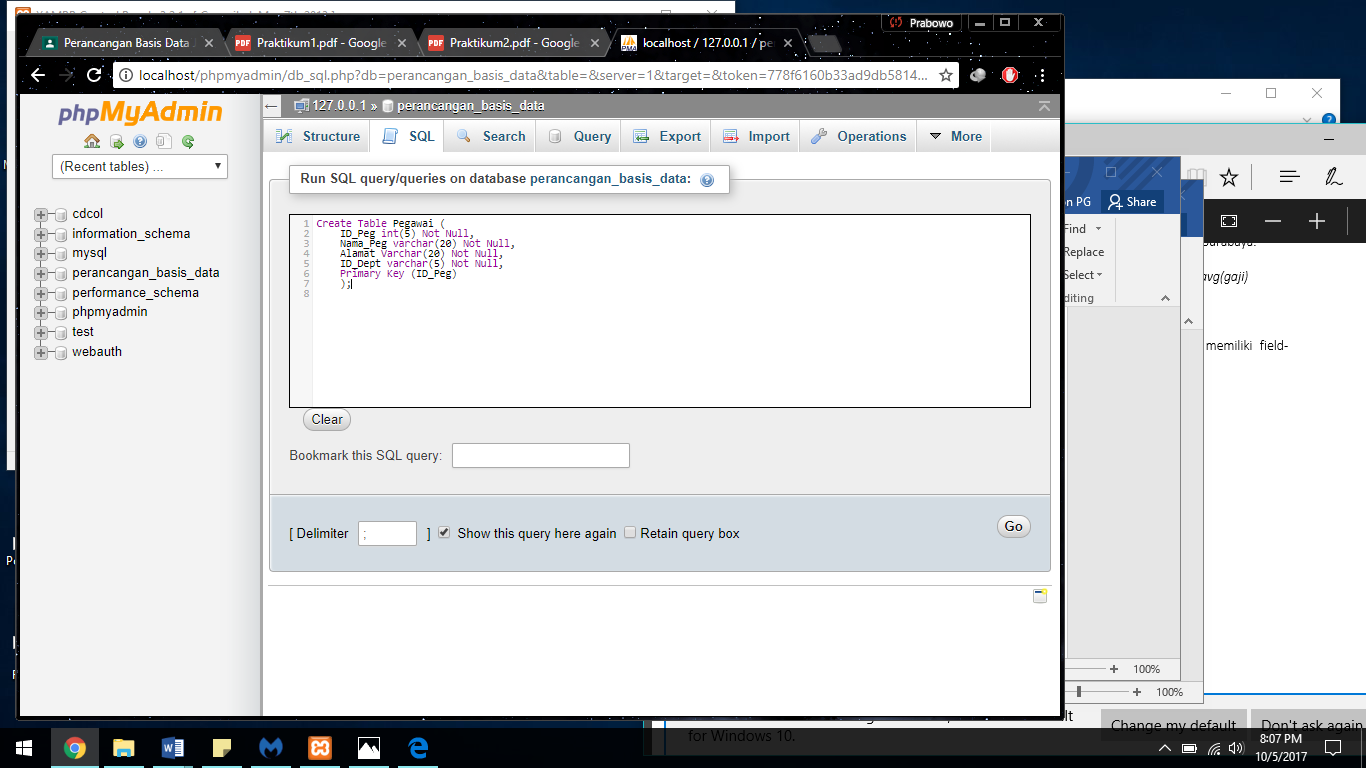 Prabowo
Perancangan Basis Data
Praktikum1.pdf - Google
Praktikum2.pdf - Google
localhost / 127.0.0.1 / pe
localhost/phpmyadmin/db_sql.php?db=perancangan_basis_data&table=&server=1&target=&token=778f6160b33ad9db5814...
phpMyAdmin
(Recent tables) ...
cdcol
information_schema
mysql
perancangan_basis_data
performance_schema
phpmyadmin
test
webauth
127.0.0.1 » perancangan_basis_data
Structure
SQL
Search
Query
Export
Import
Operations
More
Run SQL query/queries on database perancangan_basis_data:
1 Create Table Pegawai (
2 ID_Peg int(5) Not Null,
3 Nama_Peg varchar(20) Not Null,
4 Alamat Varchar(20) Not Null,
5 ID_Dept varchar(5) Not Null,
6 Primary Key (ID_Peg)
7 );
8
Clear
Bookmark this SQL query:
[ Delimiter ; ] Show this query here again Retain query box
Go
on PG
Share
Find
Replace
Select
diting
avg(gaji)
memiliki field-
100%
100%
Change my default
Don't ask again
for Windows 10.
8:07 PM
10/5/2017